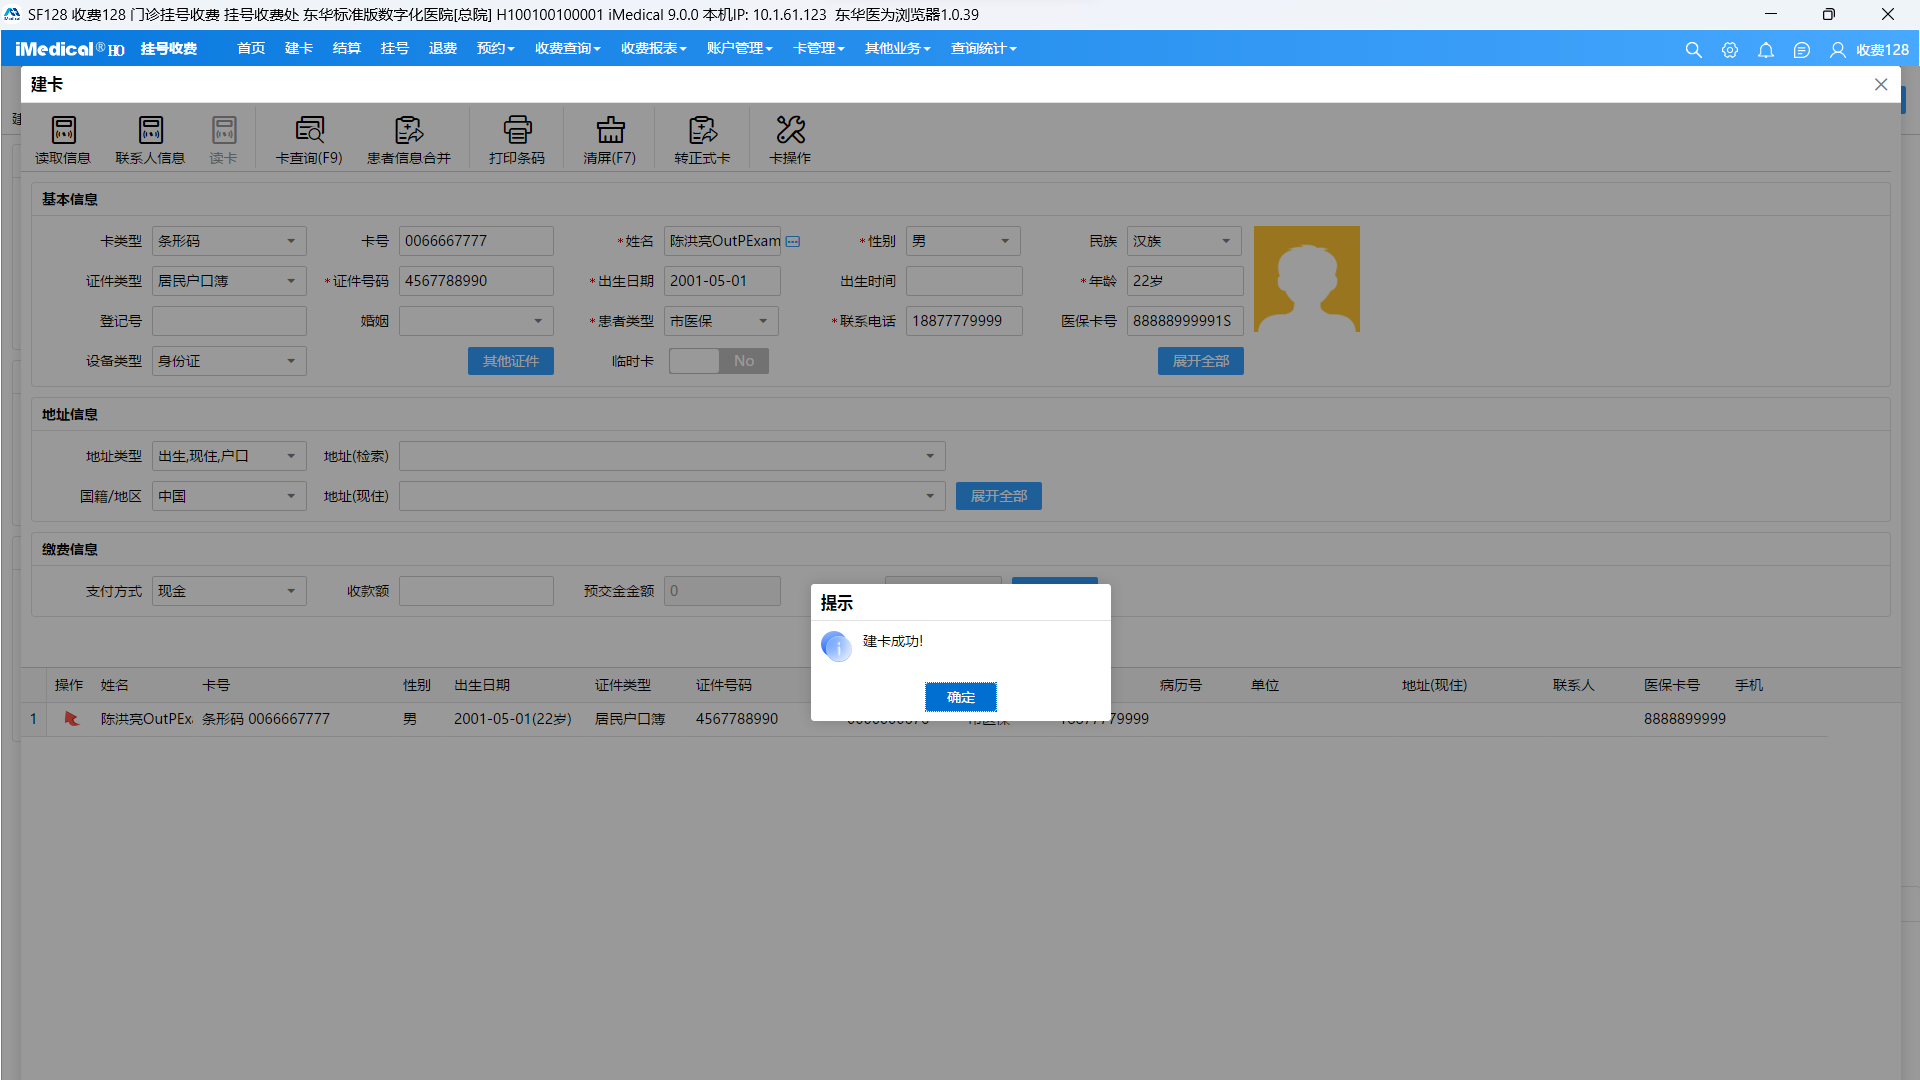 SF128 收费128 门诊挂号收费 挂号收费处 东华标准版数字化医院[总院] H100100100001 iMedical 9.0.0 本机IP: 10.1.61.123 东华医为浏览器1.0.39
iMedical® HO 挂号收费 首页 建卡 结算 挂号 退费 预约 收费查询 收费报表 账户管理 卡管理 其他业务 查询统计 收费128
建卡
读取信息 联系人信息 读卡 卡查询(F9) 患者信息合并 打印条码 清屏(F7) 转正式卡 卡操作
基本信息
卡类型 条形码 卡号 0066667777 *姓名 陈洪亮OutPExam *性别 男 民族 汉族
证件类型 居民户口簿 *证件号码 4567788990 *出生日期 2001-05-01 出生时间 *年龄 22岁
登记号 婚姻 *患者类型 市医保 *联系电话 18877779999 医保卡号 88888999991S
设备类型 身份证 其他证件 临时卡 No 展开全部
地址信息
地址类型 出生,现住,户口 地址(检索)
国籍/地区 中国 地址(现住) 展开全部
缴费信息
支付方式 现金 收款额 预交金金额 0
提示
建卡成功!
确定
操作 姓名 卡号 性别 出生日期 证件类型 证件号码 病历号 单位 地址(现住) 联系人 医保卡号 手机
1 陈洪亮OutPEx 条形码 0066667777 男 2001-05-01(22岁) 居民户口簿 4567788990 18877779999 8888899999